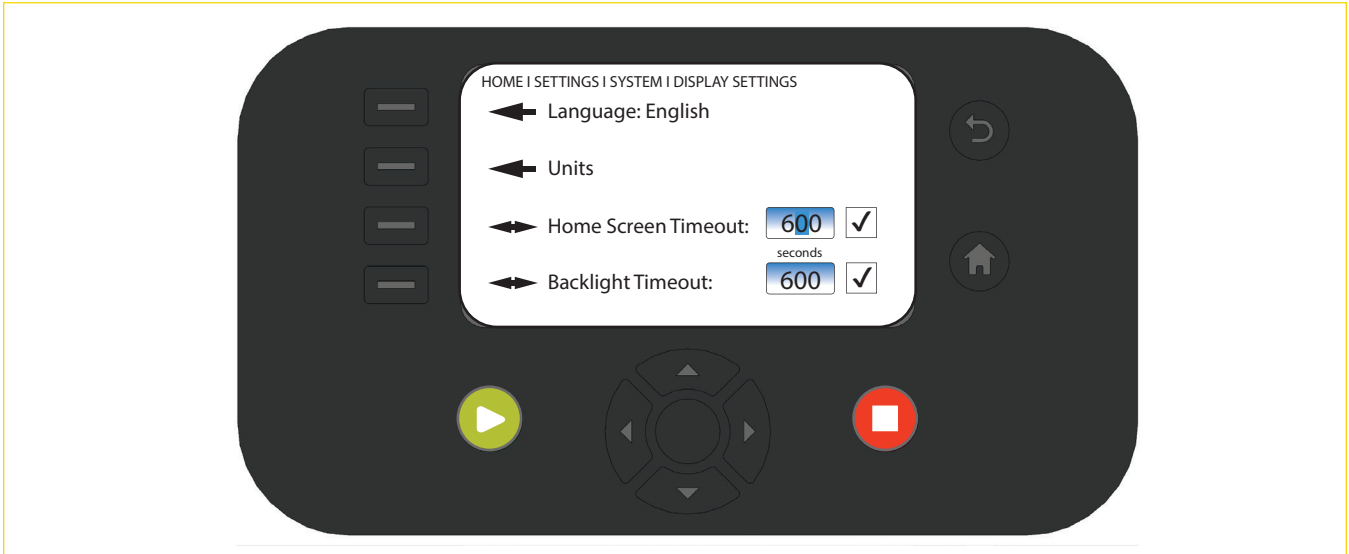 HOME I SETTINGS I SYSTEM I DISPLAY SETTINGS
Language: English
Units
Home Screen Timeout: 600
seconds
Backlight Timeout: 600